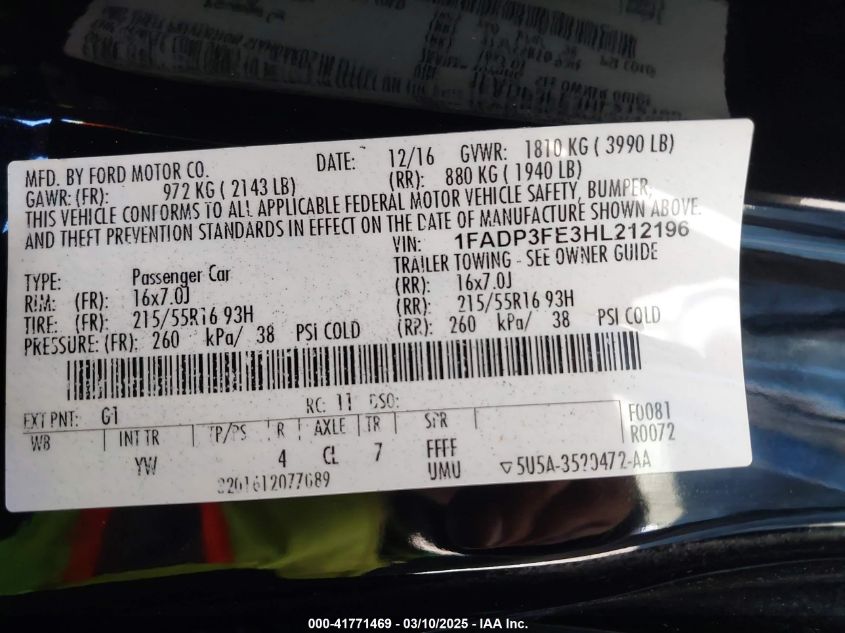 MFD. BY FORD MOTOR CO. DATE: 12/16 GVWR: 1810 KG ( 3990 LB)
GAWR: (FR): 972 KG ( 2143 LB) (RR): 880 KG ( 1940 LB)
THIS VEHICLE CONFORMS TO ALL APPLICABLE FEDERAL MOTOR VEHICLE SAFETY, BUMPER,
AND THEFT PREVENTION STANDARDS IN EFFECT ON THE DATE OF MANUFACTURE SHOWN ABOVE.
VIN: 1FADP3FE3HL212196
TYPE: Passenger Car TRAILER TOWING - SEE OWNER GUIDE
RIM: (FR): 16x7.0J (RR): 16x7.0J
TIRE: (FR): 215/55R16 93H (RR): 215/55R16 93H
PRESSURE: (FR): 260 kPa/ 38 PSI COLD (RR): 260 kPa/ 38 PSI COLD
EXT PNT: G1 RC: 11 DSO: F0081
WB INT TR TP/PS R AXLE TR SPR R0072
YW 4 CL 7 FFFF
UMU 5U5A-3520472-AA
000-41771469 - 03/10/2025 - IAA Inc.